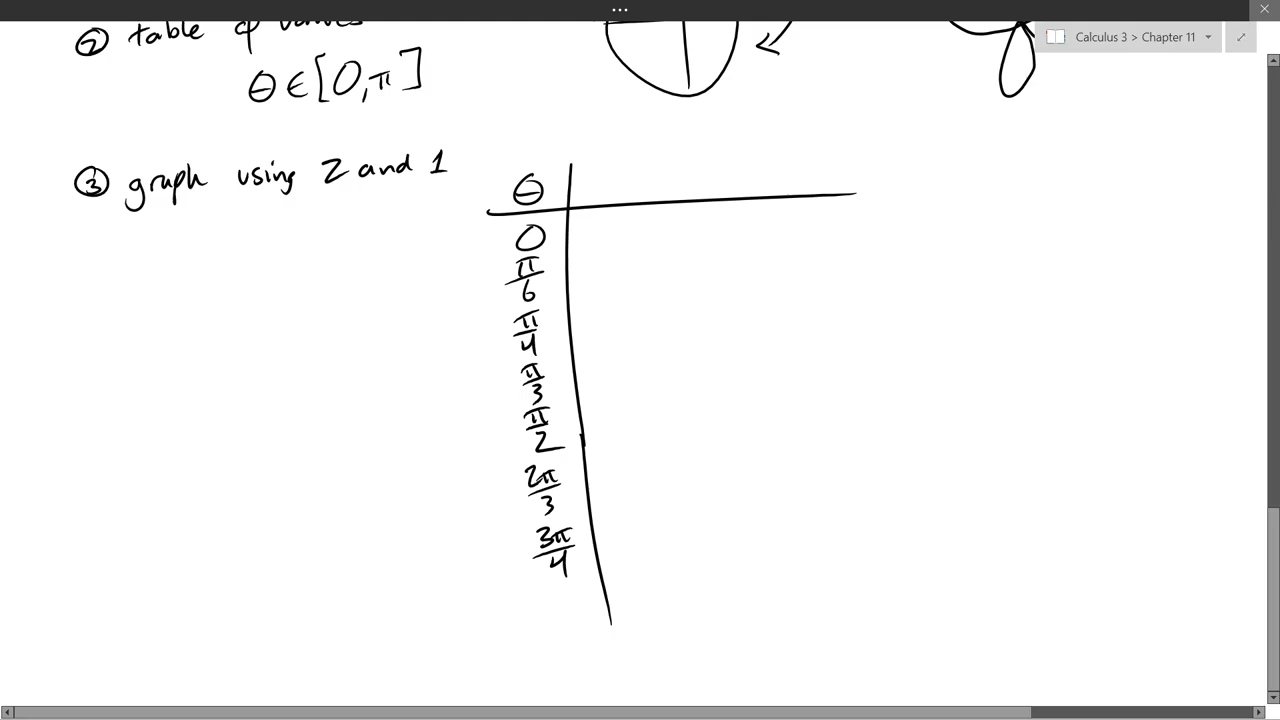 ...
Calculus 3 > Chapter 11
② table of values
θ ∈ [0, π]
③ graph using 2 and 1
θ
0
π/6
π/4
π/3
π/2
2π/3
3π/4